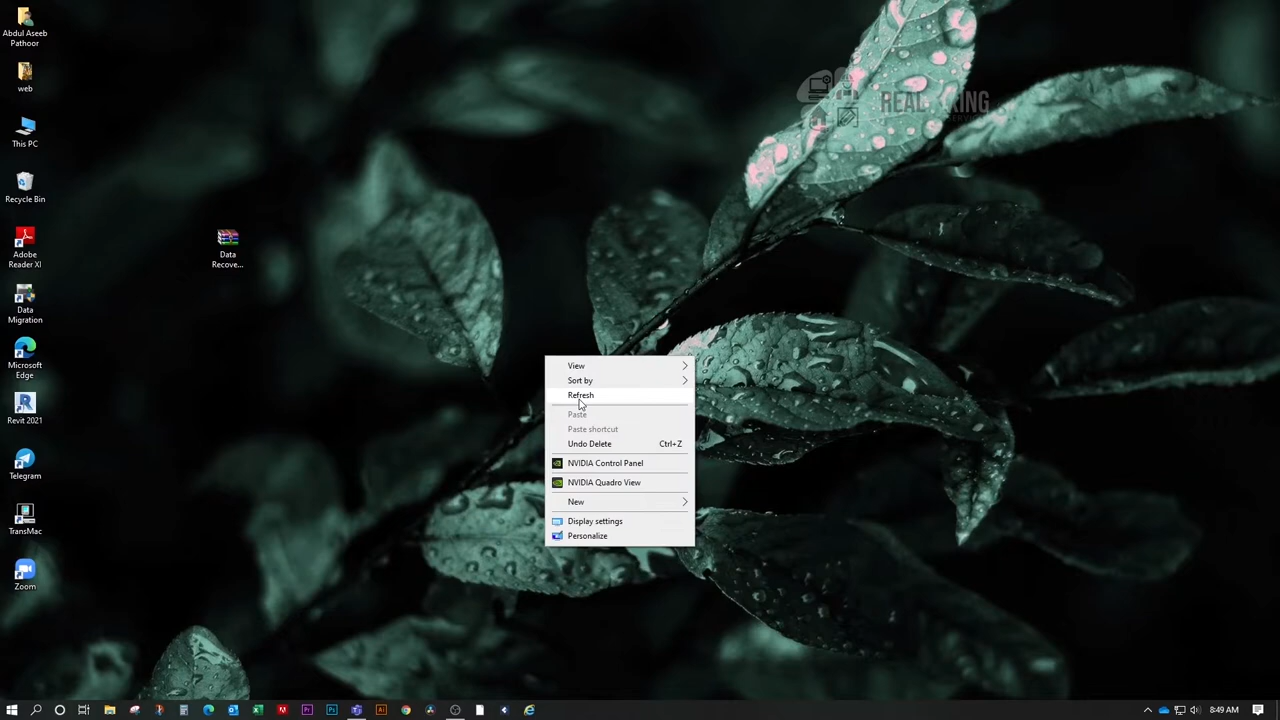 Abdul Aseeb
Pathoor
web
This PC
Recycle Bin
Adobe
Reader XI
Data
Migration
Microsoft
Edge
Revit 2021
Telegram
TransMac
Zoom
Data
Recove...
View
Sort by
Refresh
Paste
Paste shortcut
Undo Delete Ctrl+Z
NVIDIA Control Panel
NVIDIA Quadro View
New
Display settings
Personalize
8:49 AM